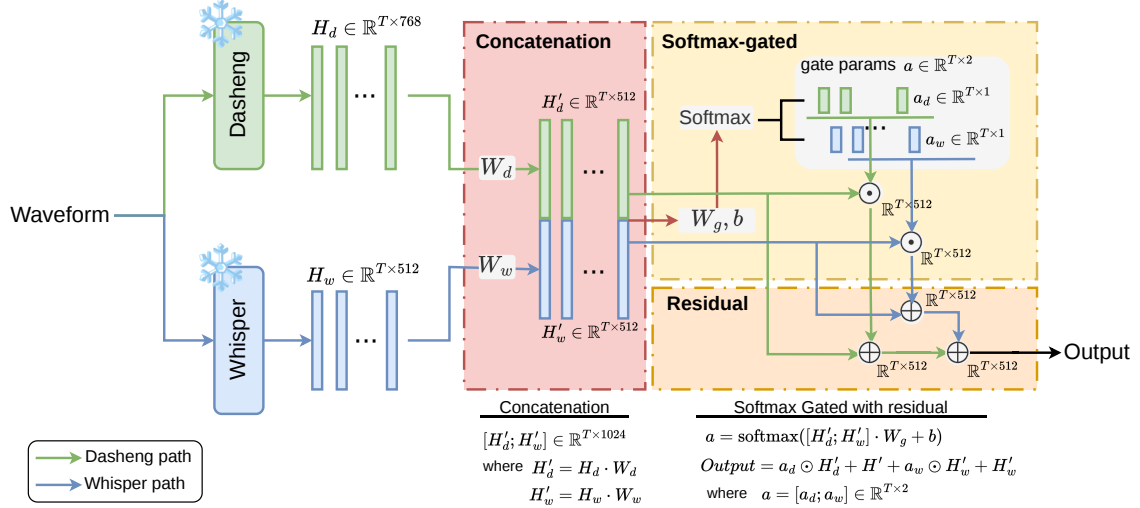 H_d ∈ ℝ^{T×768}
Dasheng
...
Concatenation
H'_d ∈ ℝ^{T×512}
W_d
...
Softmax-gated
gate params a ∈ ℝ^{T×2}
a_d ∈ ℝ^{T×1}
...
a_w ∈ ℝ^{T×1}
Softmax
ℝ^{T×512}
W_g, b
ℝ^{T×512}
Waveform
H_w ∈ ℝ^{T×512}
Whisper
...
W_w
...
H'_w ∈ ℝ^{T×512}
Residual
ℝ^{T×512}
ℝ^{T×512}
ℝ^{T×512}
Output
Concatenation
[H'_d; H'_w] ∈ ℝ^{T×1024}
where H'_d = H_d · W_d
H'_w = H_w · W_w
Softmax Gated with residual
a = softmax([H'_d; H'_w] · W_g + b)
Output = a_d ⊙ H'_d + H' + a_w ⊙ H'_w + H'_w
where a = [a_d; a_w] ∈ ℝ^{T×2}
Dasheng path
Whisper path